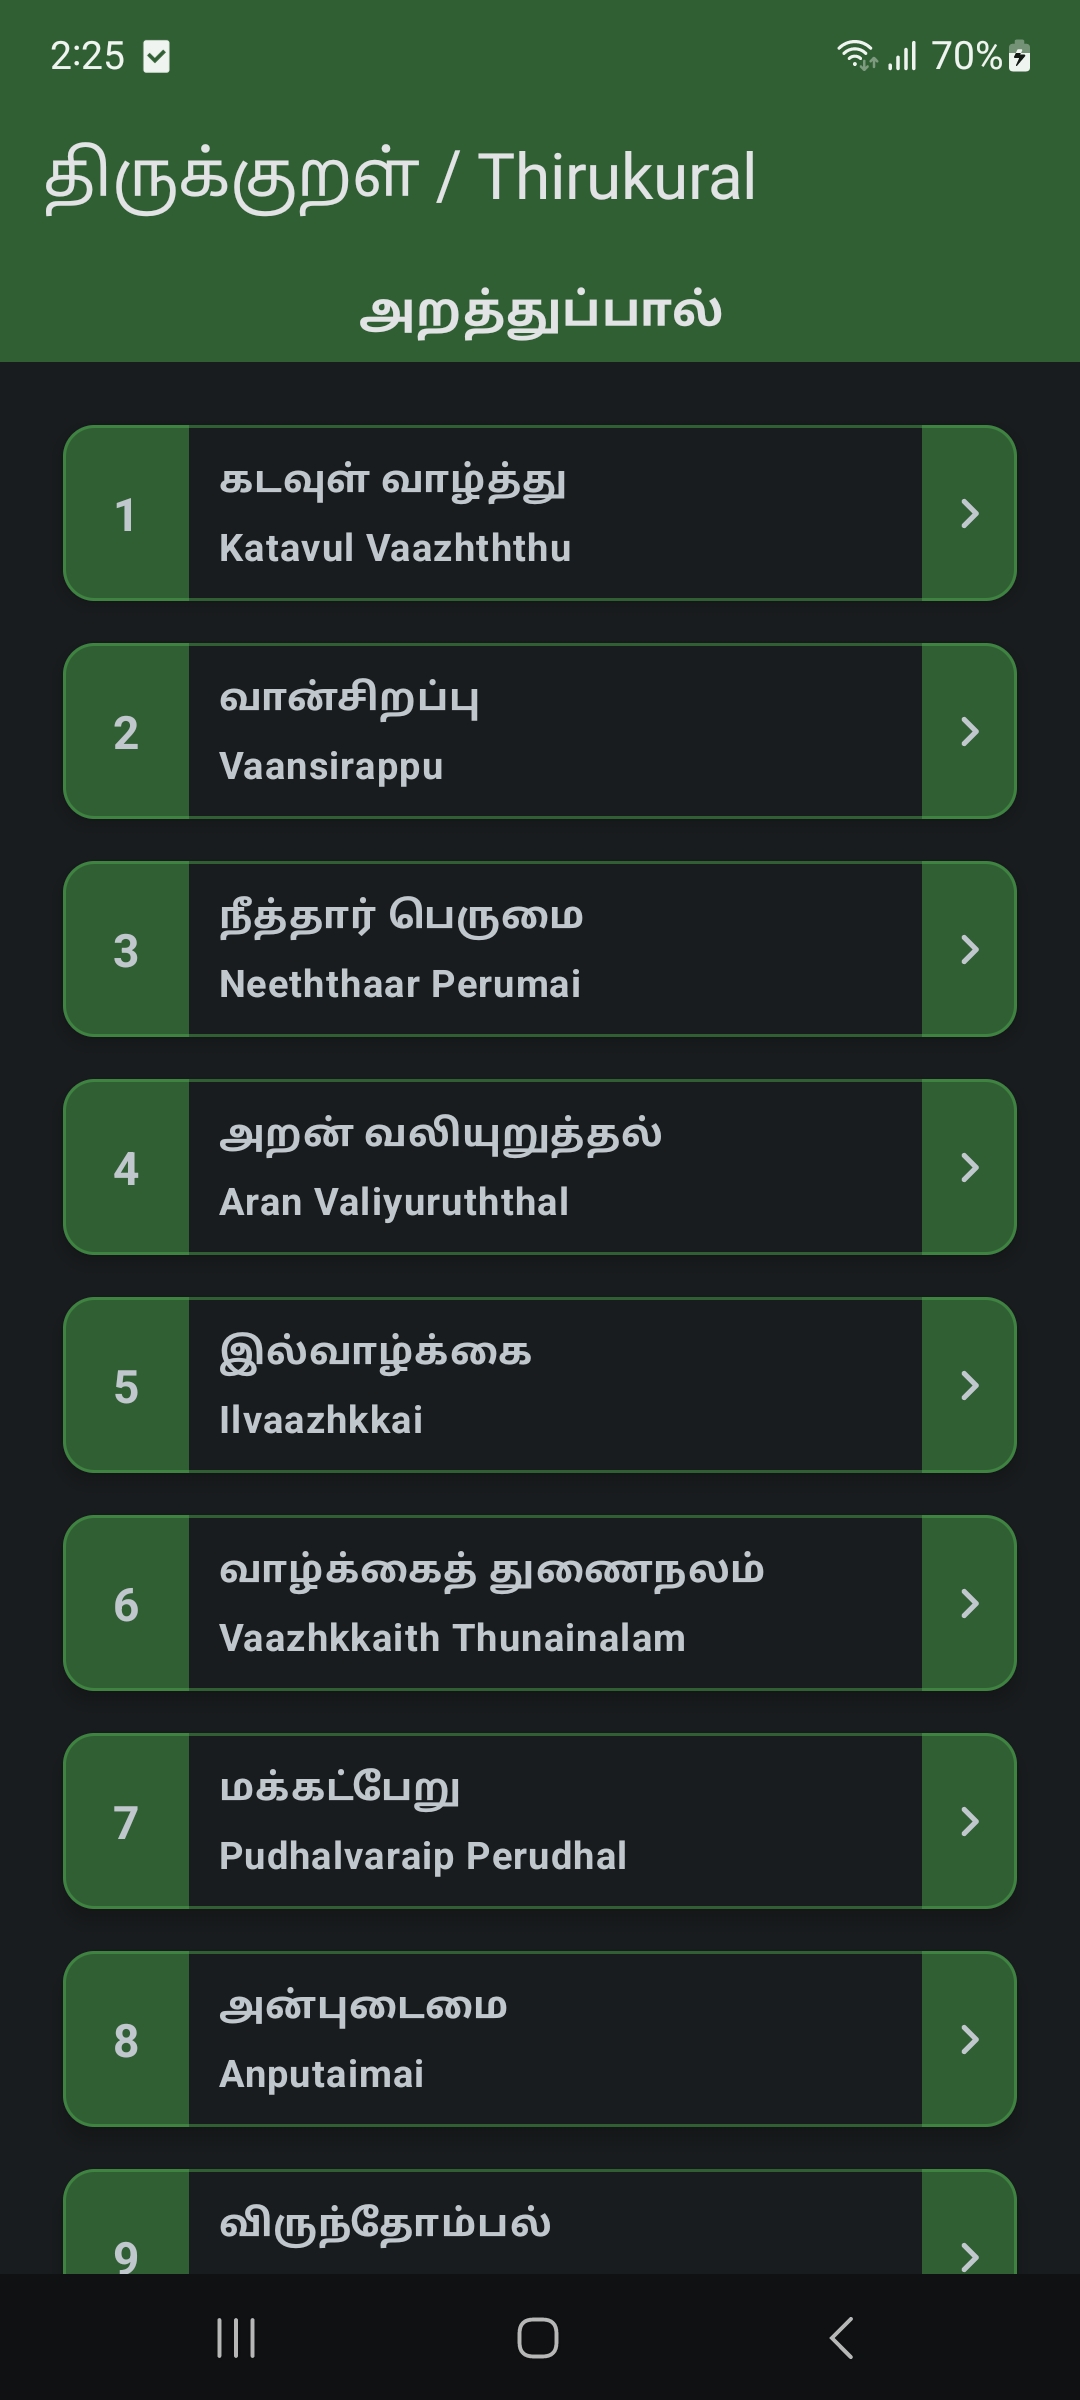 2:25 70%
திருக்குறள் / Thirukural
அறத்துப்பால்
1
கடவுள் வாழ்த்து
Katavul Vaazhththu
2
வான்சிறப்பு
Vaansirappu
3
நீத்தார் பெருமை
Neeththaar Perumai
4
அறன் வலியுறுத்தல்
Aran Valiyuruththal
5
இல்வாழ்க்கை
Ilvaazhkkai
6
வாழ்க்கைத் துணைநலம்
Vaazhkkaith Thunainalam
7
மக்கட்பேறு
Pudhalvaraip Perudhal
8
அன்புடைமை
Anputaimai
9
விருந்தோம்பல்